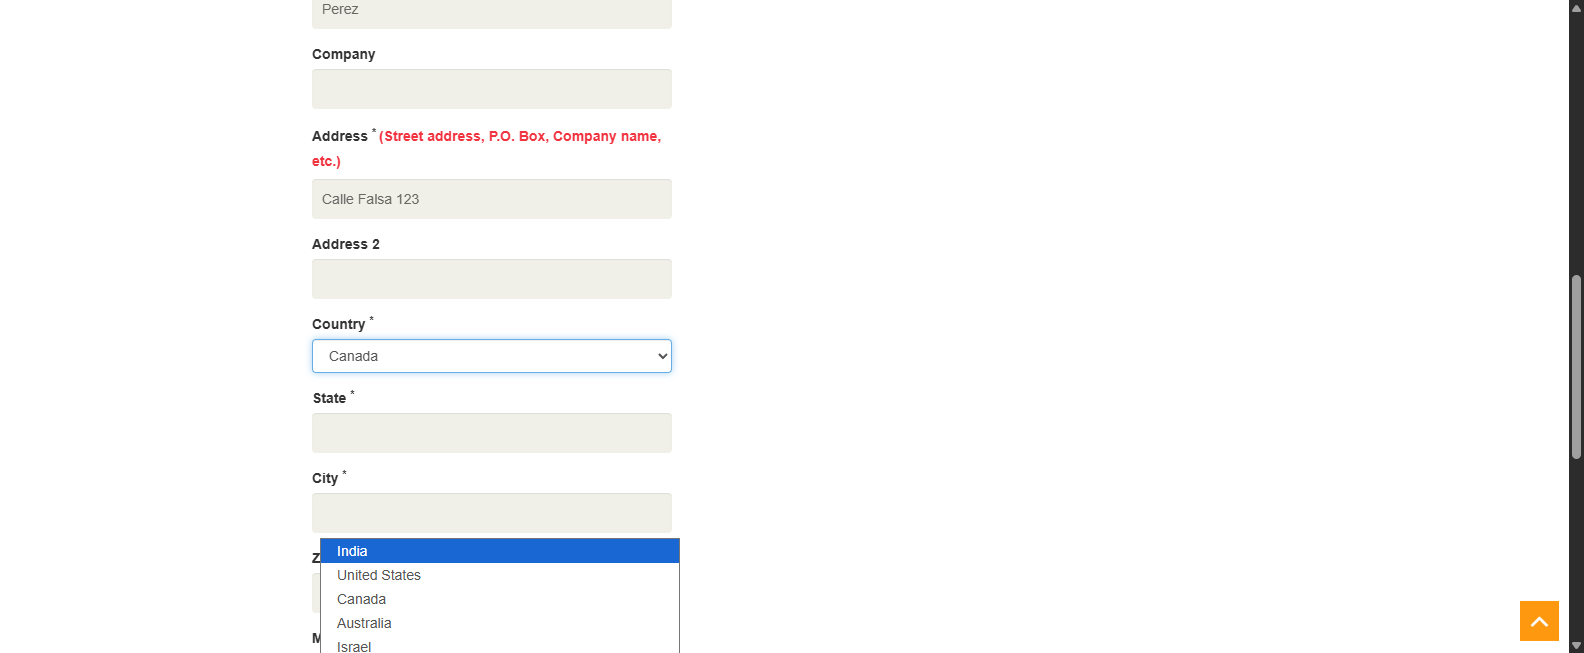 Perez
Company
Address * (Street address, P.O. Box, Company name,
etc.)
Calle Falsa 123
Address 2
Country *
Canada
State *
City *
Z
India
United States
Canada
Australia
M
Israel